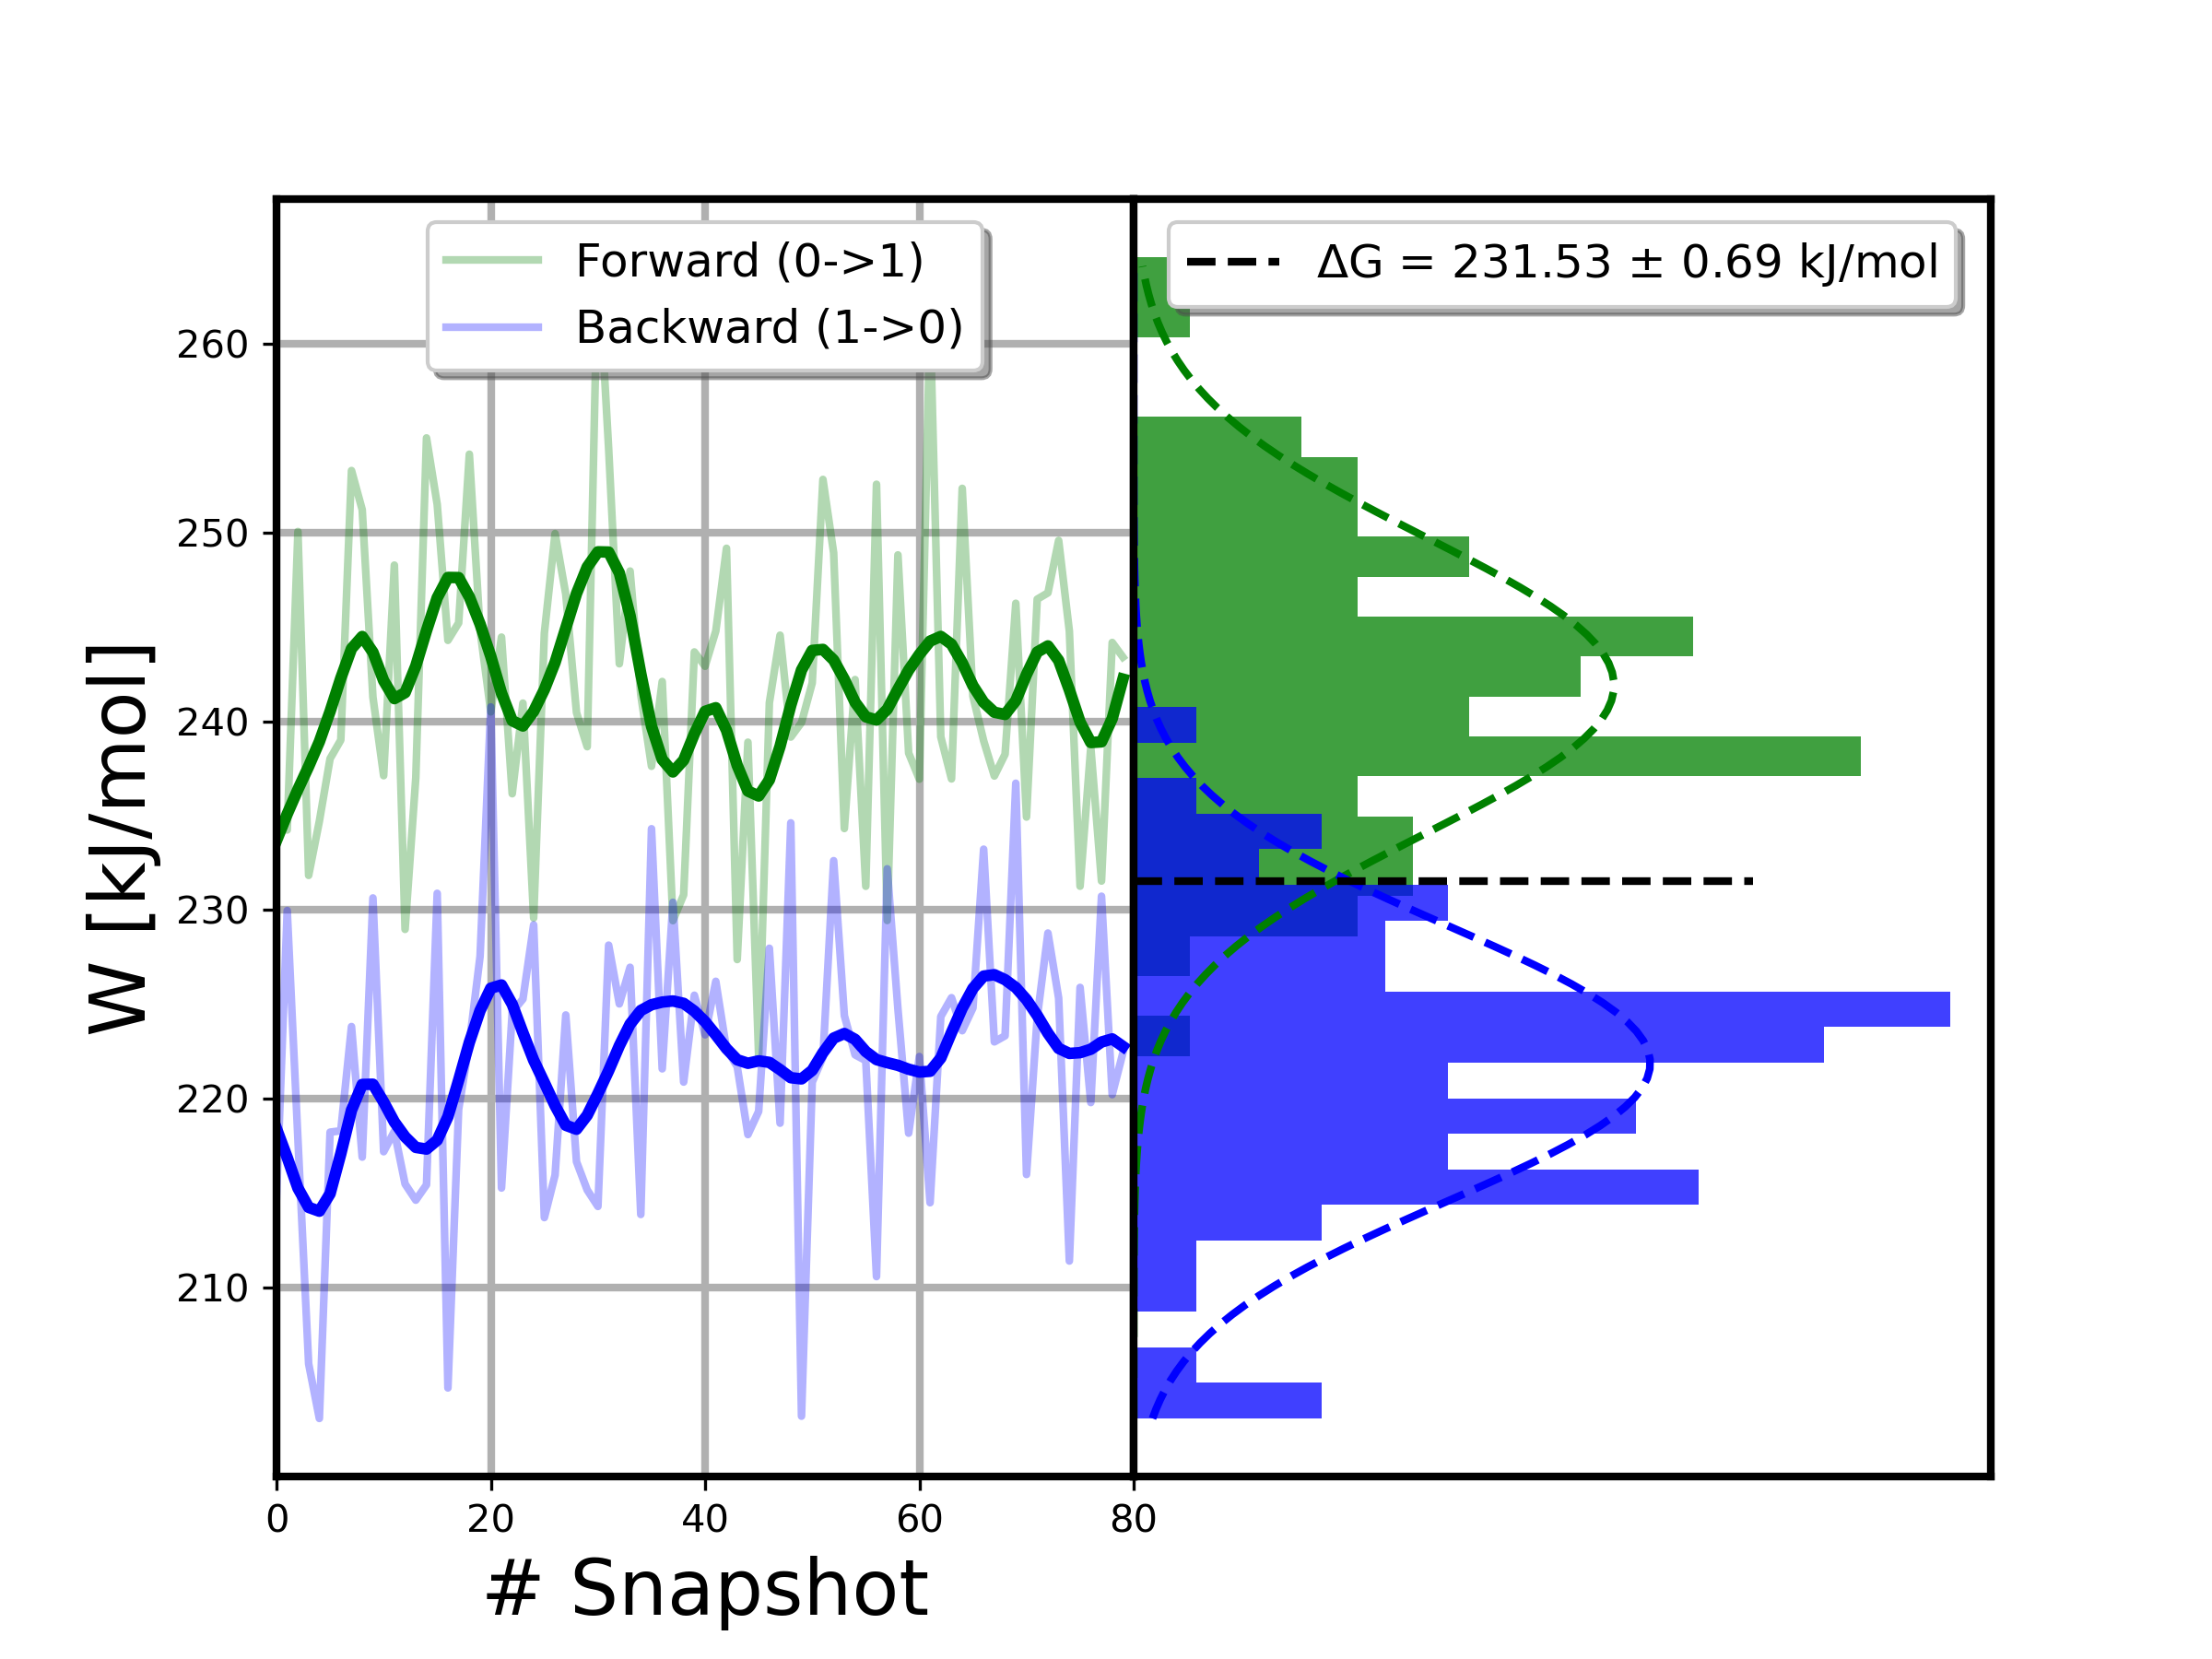 Forward (0->1)
Backward (1->0)
ΔG = 231.53 ± 0.69 kJ/mol
W [kJ/mol]
260
250
240
230
220
210
0 20 40 60 80
# Snapshot